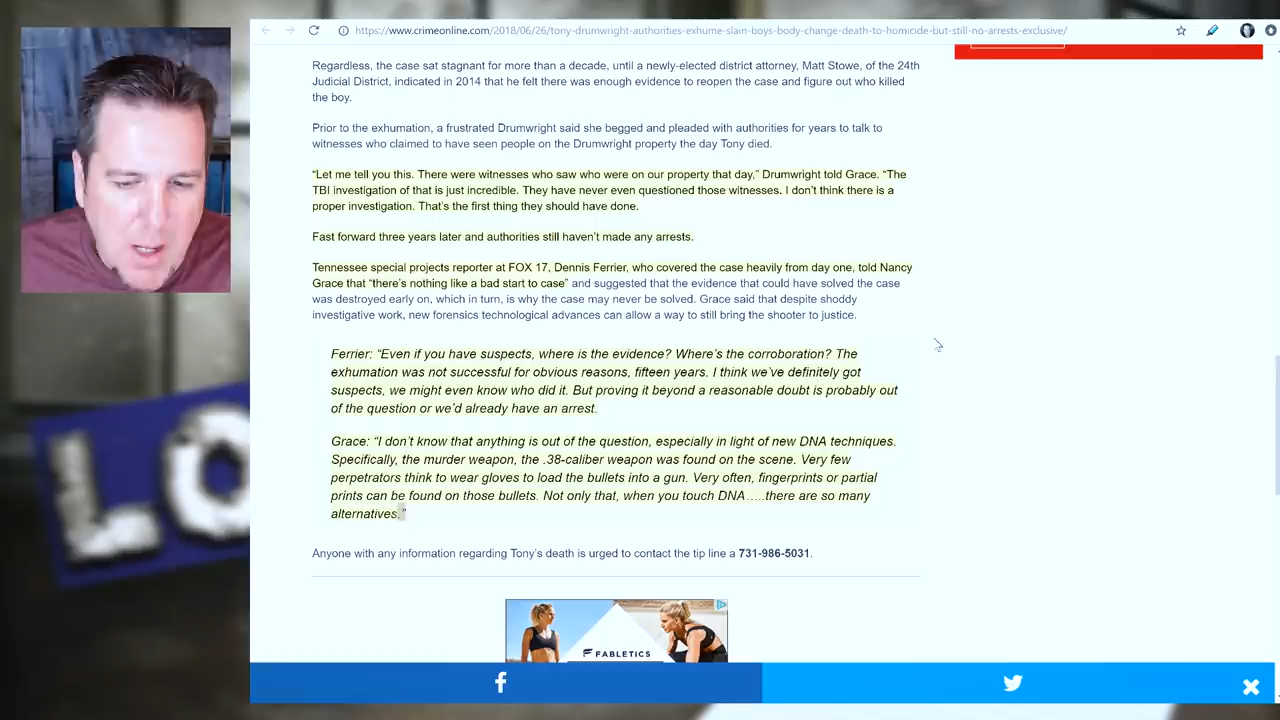 https://www.crimeonline.com/2018/06/26/tony-drumwright-authorities-exhume-slain-boys-body-change-death-to-homicide-but-still-no-arrests-exclusive/
Regardless, the case sat stagnant for more than a decade, until a newly-elected district attorney, Matt Stowe, of the 24th
Judicial District, indicated in 2014 that he felt there was enough evidence to reopen the case and figure out who killed
the boy.
Prior to the exhumation, a frustrated Drumwright said she begged and pleaded with authorities for years to talk to
witnesses who claimed to have seen people on the Drumwright property the day Tony died.
“Let me tell you this. There were witnesses who saw who were on our property that day,” Drumwright told Grace. “The
TBI investigation of that is just incredible. They have never even questioned those witnesses. I don’t think there is a
proper investigation. That’s the first thing they should have done.
Fast forward three years later and authorities still haven’t made any arrests.
Tennessee special projects reporter at FOX 17, Dennis Ferrier, who covered the case heavily from day one, told Nancy
Grace that “there’s nothing like a bad start to case” and suggested that the evidence that could have solved the case
was destroyed early on, which in turn, is why the case may never be solved. Grace said that despite shoddy
investigative work, new forensics technological advances can allow a way to still bring the shooter to justice.
Ferrier: “Even if you have suspects, where is the evidence? Where’s the corroboration? The
exhumation was not successful for obvious reasons, fifteen years. I think we’ve definitely got
suspects, we might even know who did it. But proving it beyond a reasonable doubt is probably out
of the question or we’d already have an arrest.
Grace: “I don’t know that anything is out of the question, especially in light of new DNA techniques.
Specifically, the murder weapon, the .38-caliber weapon was found on the scene. Very few
perpetrators think to wear gloves to load the bullets into a gun. Very often, fingerprints or partial
prints can be found on those bullets. Not only that, when you touch DNA…..there are so many
alternatives.”
Anyone with any information regarding Tony’s death is urged to contact the tip line a 731-986-5031.
FABLETICS
LO